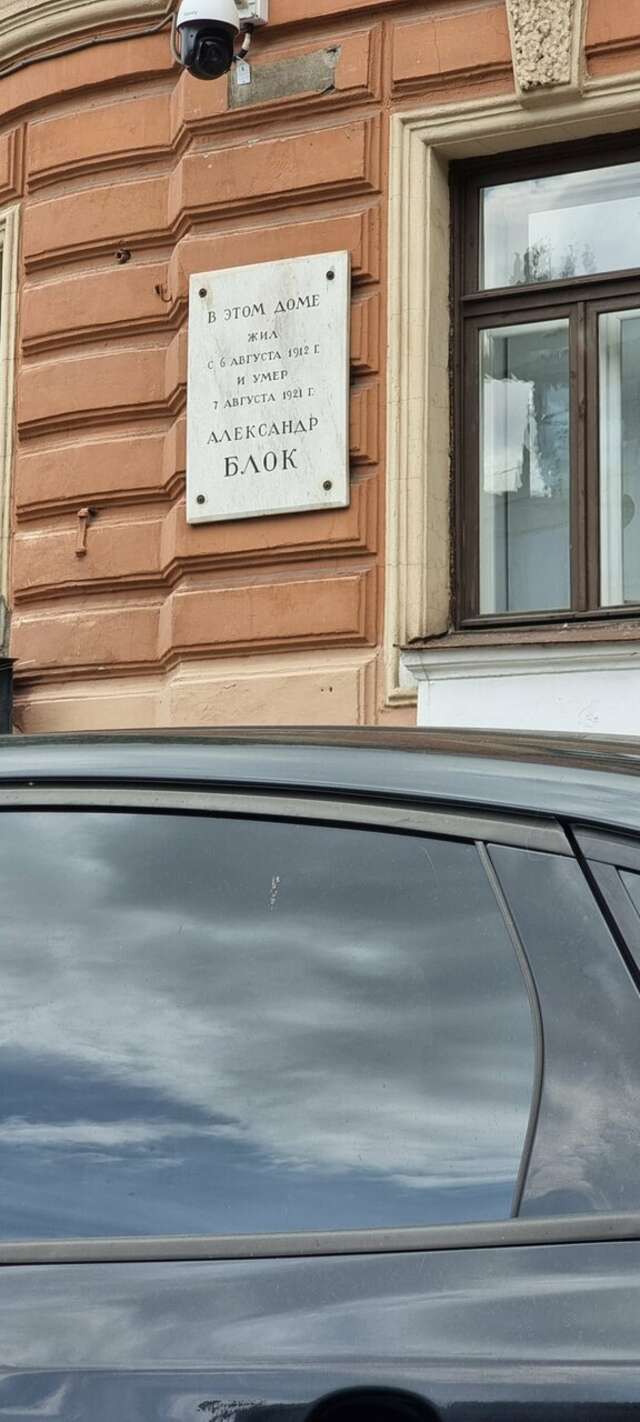 В ЭТОМ ДОМЕ
ЖИЛ
С 6 АВГУСТА 1912 Г.
И УМЕР
7 АВГУСТА 1921 Г.
АЛЕКСАНДР
БЛОК